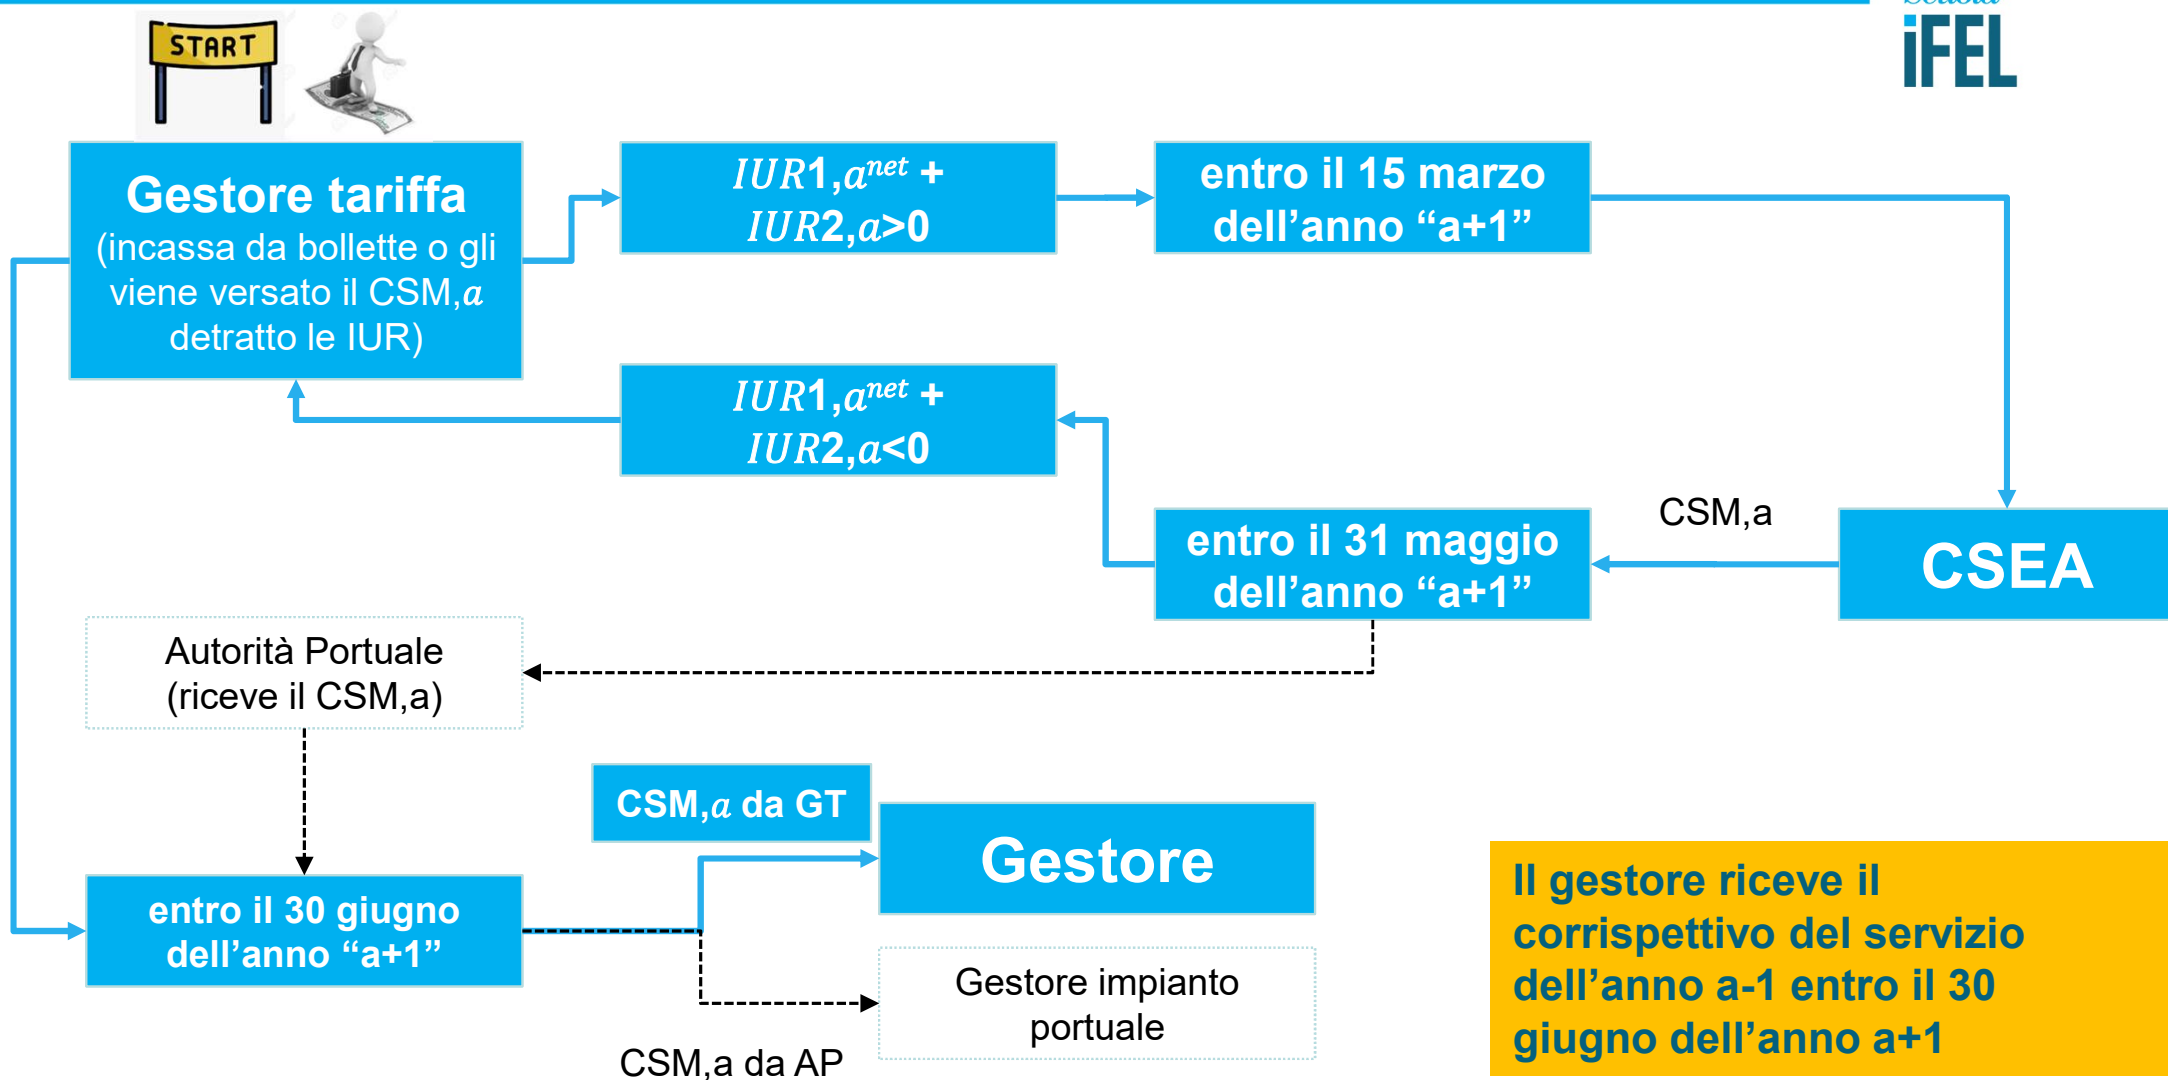 Scuola
iFEL
START
Gestore tariffa
(incassa da bollette o gli
viene versato il CSM,a
detratto le IUR)
IUR1,a^net +
IUR2,a>0
entro il 15 marzo
dell’anno “a+1”
IUR1,a^net +
IUR2,a<0
entro il 31 maggio
dell’anno “a+1”
CSM,a
CSEA
Autorità Portuale
(riceve il CSM,a)
CSM,a da GT
Gestore
entro il 30 giugno
dell’anno “a+1”
Gestore impianto
portuale
CSM,a da AP
Il gestore riceve il
corrispettivo del servizio
dell’anno a-1 entro il 30
giugno dell’anno a+1